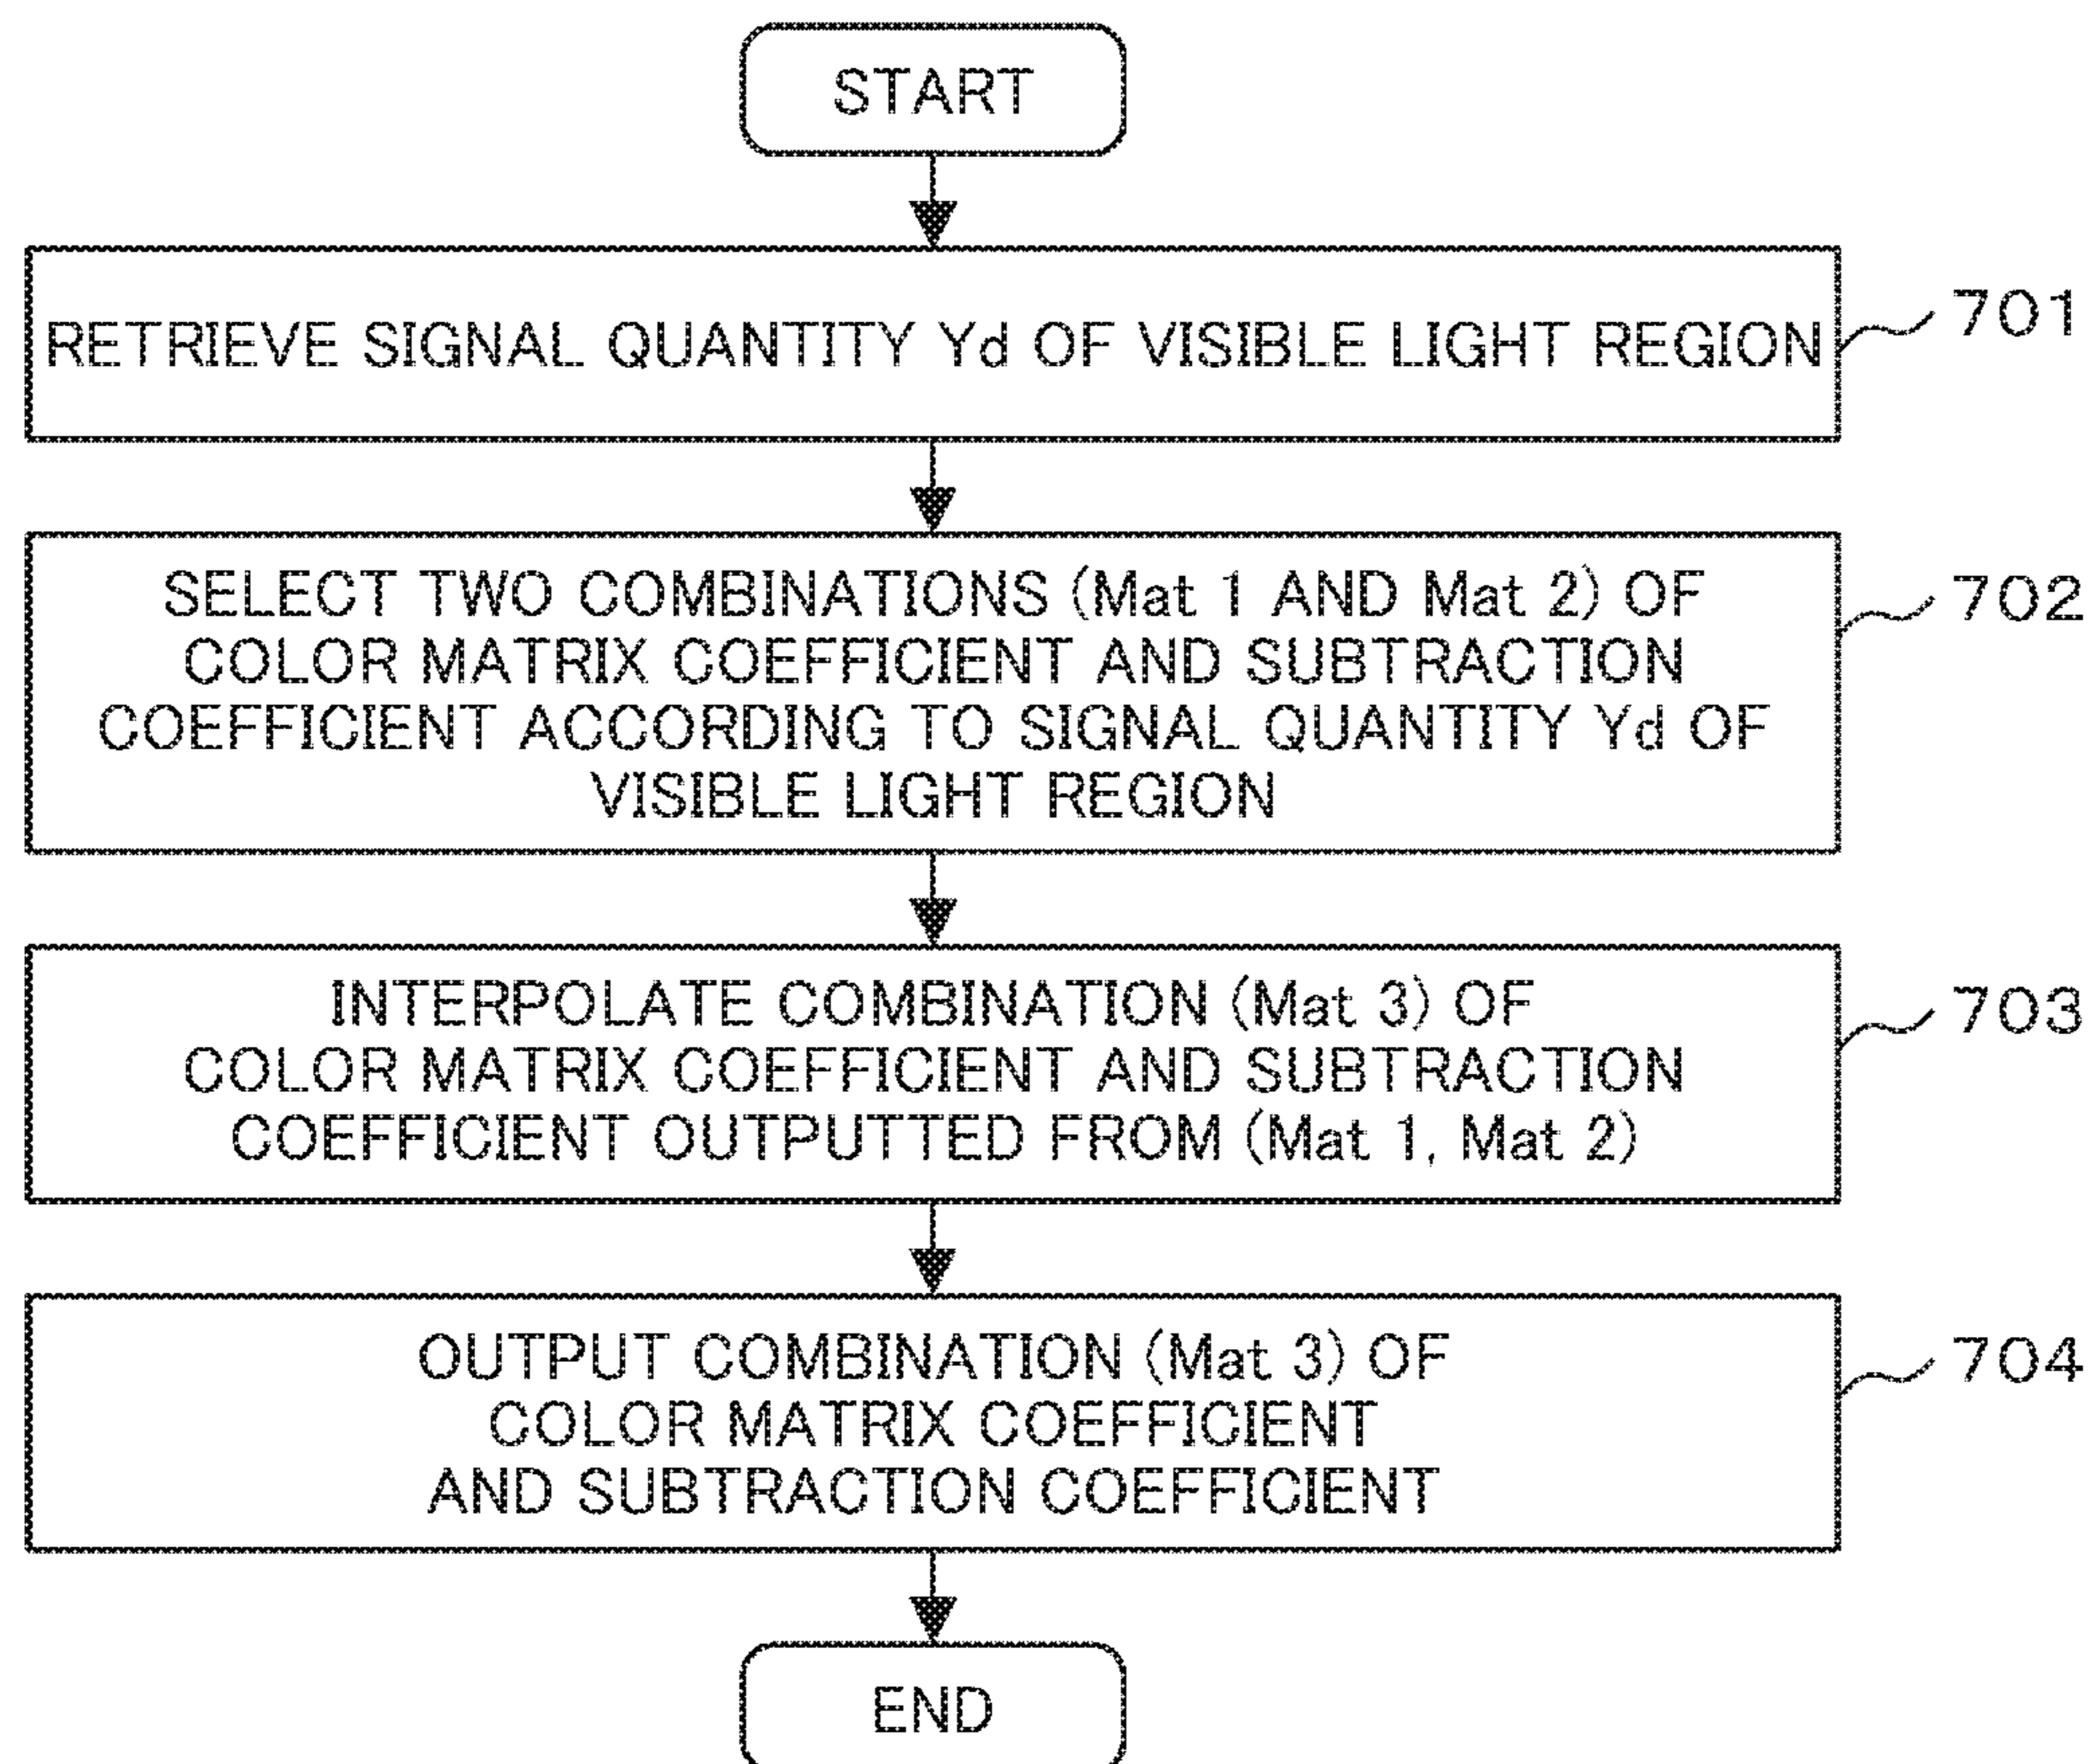 START
RETRIEVE SIGNAL QUANTITY Yd OF VISIBLE LIGHT REGION
701
SELECT TWO COMBINATIONS (Mat 1 AND Mat 2) OF
COLOR MATRIX COEFFICIENT AND SUBTRACTION
COEFFICIENT ACCORDING TO SIGNAL QUANTITY Yd OF
VISIBLE LIGHT REGION
702
INTERPOLATE COMBINATION (Mat 3) OF
COLOR MATRIX COEFFICIENT AND SUBTRACTION
COEFFICIENT OUTPUTTED FROM (Mat 1, Mat 2)
703
OUTPUT COMBINATION (Mat 3) OF
COLOR MATRIX COEFFICIENT
AND SUBTRACTION COEFFICIENT
704
END